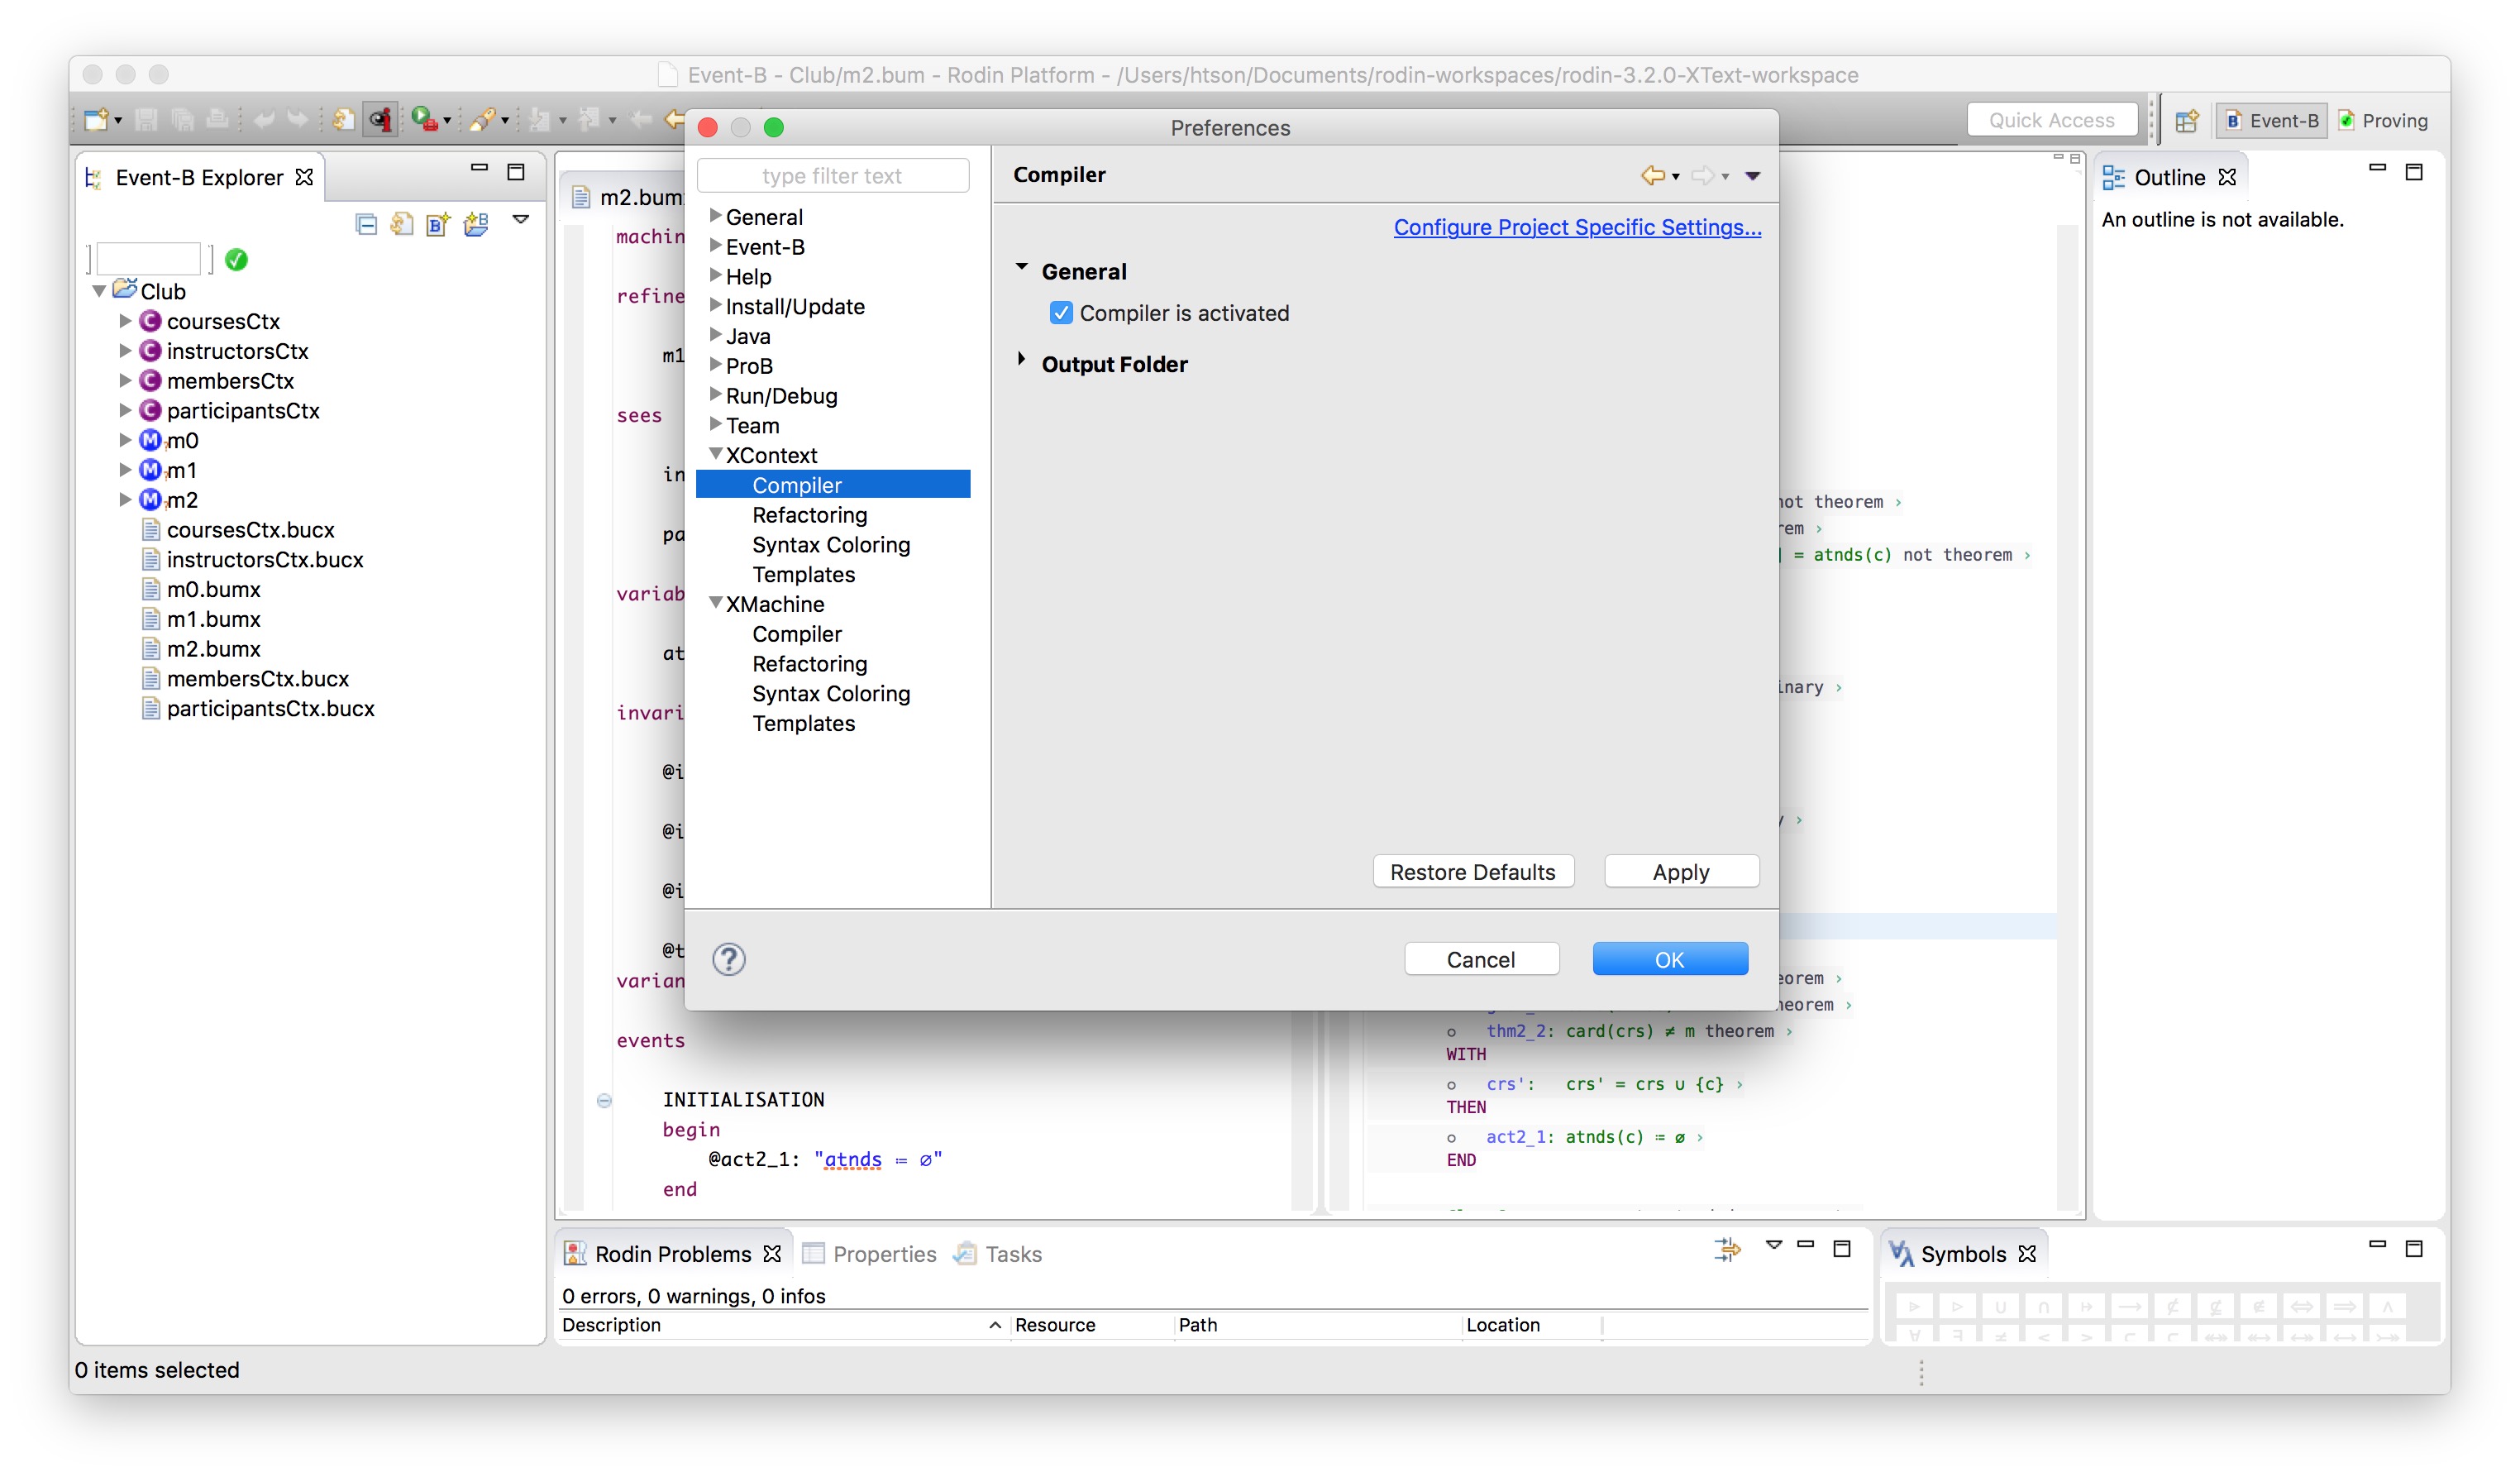 Event-B - Club/m2.bum - Rodin Platform - /Users/htson/Documents/rodin-workspaces/rodin-3.2.0-XText-workspace
Quick Access
Event-B
Proving
Event-B Explorer
Club
coursesCtx
instructorsCtx
membersCtx
participantsCtx
m0
m1
m2
coursesCtx.bucx
instructorsCtx.bucx
m0.bumx
m1.bumx
m2.bumx
membersCtx.bucx
participantsCtx.bucx
m2.bum
machin
refine
m1
sees
in
pa
variab
at
invari
@i
@i
@i
@t
varian
events
INITIALISATION
begin
@act2_1: "atnds ≔ ∅"
end
Preferences
type filter text
General
Event-B
Help
Install/Update
Java
ProB
Run/Debug
Team
XContext
Compiler
Refactoring
Syntax Coloring
Templates
XMachine
Compiler
Refactoring
Syntax Coloring
Templates
Compiler
Configure Project Specific Settings...
General
Compiler is activated
Output Folder
Restore Defaults
Apply
Cancel
OK
not theorem ›
rem ›
= atnds(c) not theorem ›
inary ›
eorem ›
heorem ›
thm2_2: card(crs) ≠ m theorem ›
WITH
crs': crs' = crs ∪ {c} ›
THEN
act2_1: atnds(c) ≔ ∅ ›
END
Outline
An outline is not available.
Rodin Problems
Properties
Tasks
0 errors, 0 warnings, 0 infos
Description Resource Path Location
Symbols
0 items selected